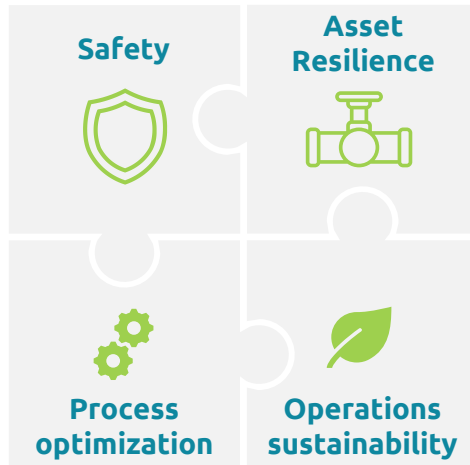 Safety
Asset
Resilience
Process
optimization
Operations
sustainability